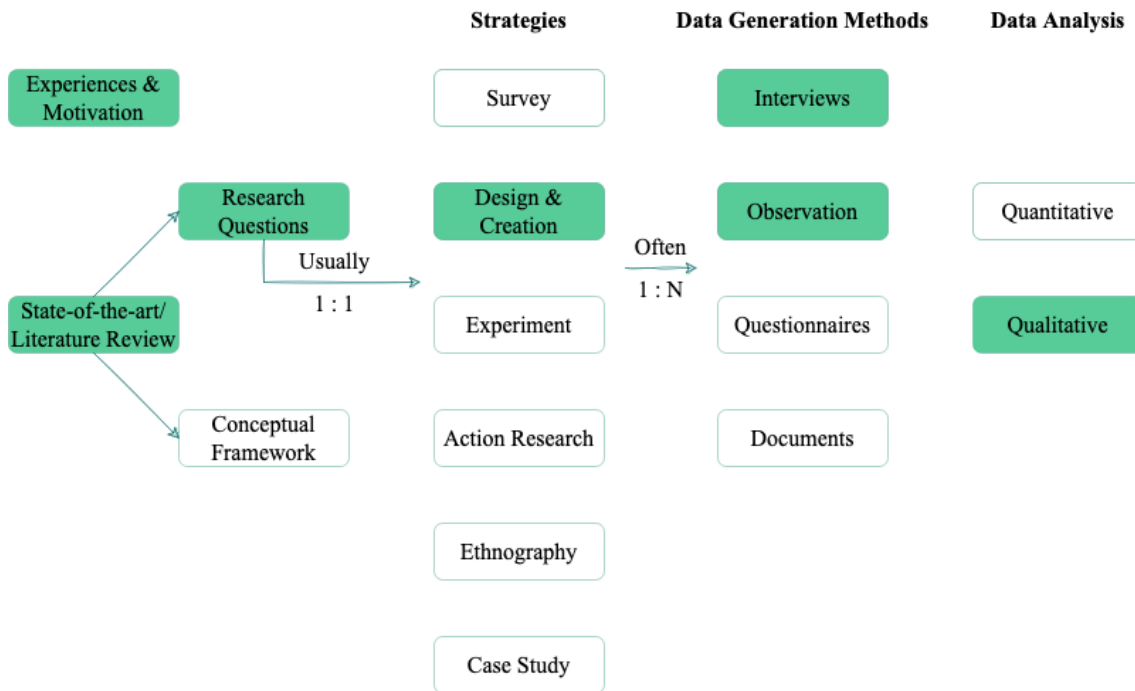 Strategies
Data Generation Methods
Data Analysis
Experiences &
Motivation
Survey
Interviews
Research
Questions
Design &
Creation
Observation
Quantitative
Usually
1 : 1
Often
1 : N
State-of-the-art/
Literature Review
Experiment
Questionnaires
Qualitative
Conceptual
Framework
Action Research
Documents
Ethnography
Case Study